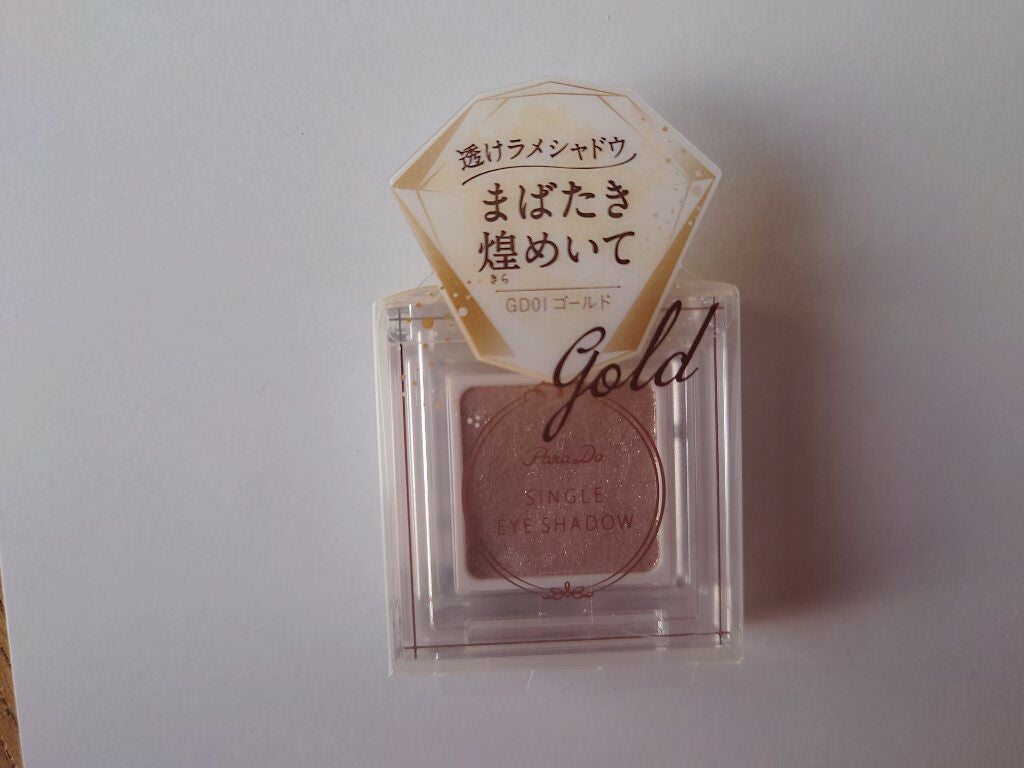 透けラメシャドウ
まばたき
煌めいて
きら
GD01 ゴールド
Gold
ParaDo
SINGLE
EYE SHADOW